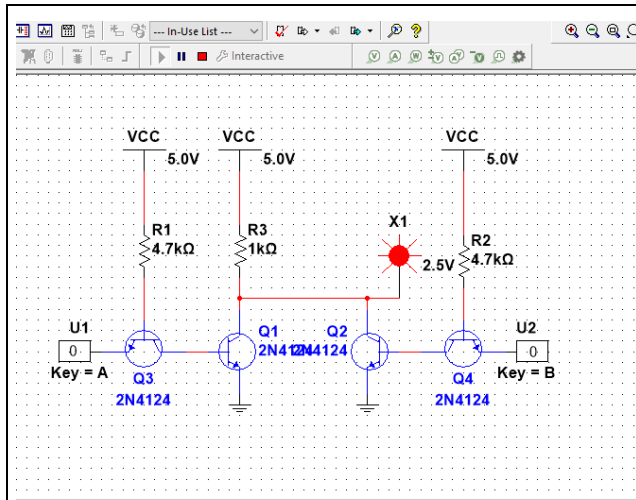 --- In-Use List ---
Interactive
VCC VCC VCC
5.0V 5.0V 5.0V
X1
R1 R3 R2
4.7kΩ 1kΩ 2.5V 4.7kΩ
U1 Q1 Q2 U2
0 2N4124 2N4124 0
Key = A Q3 Q4 Key = B
2N4124 2N4124